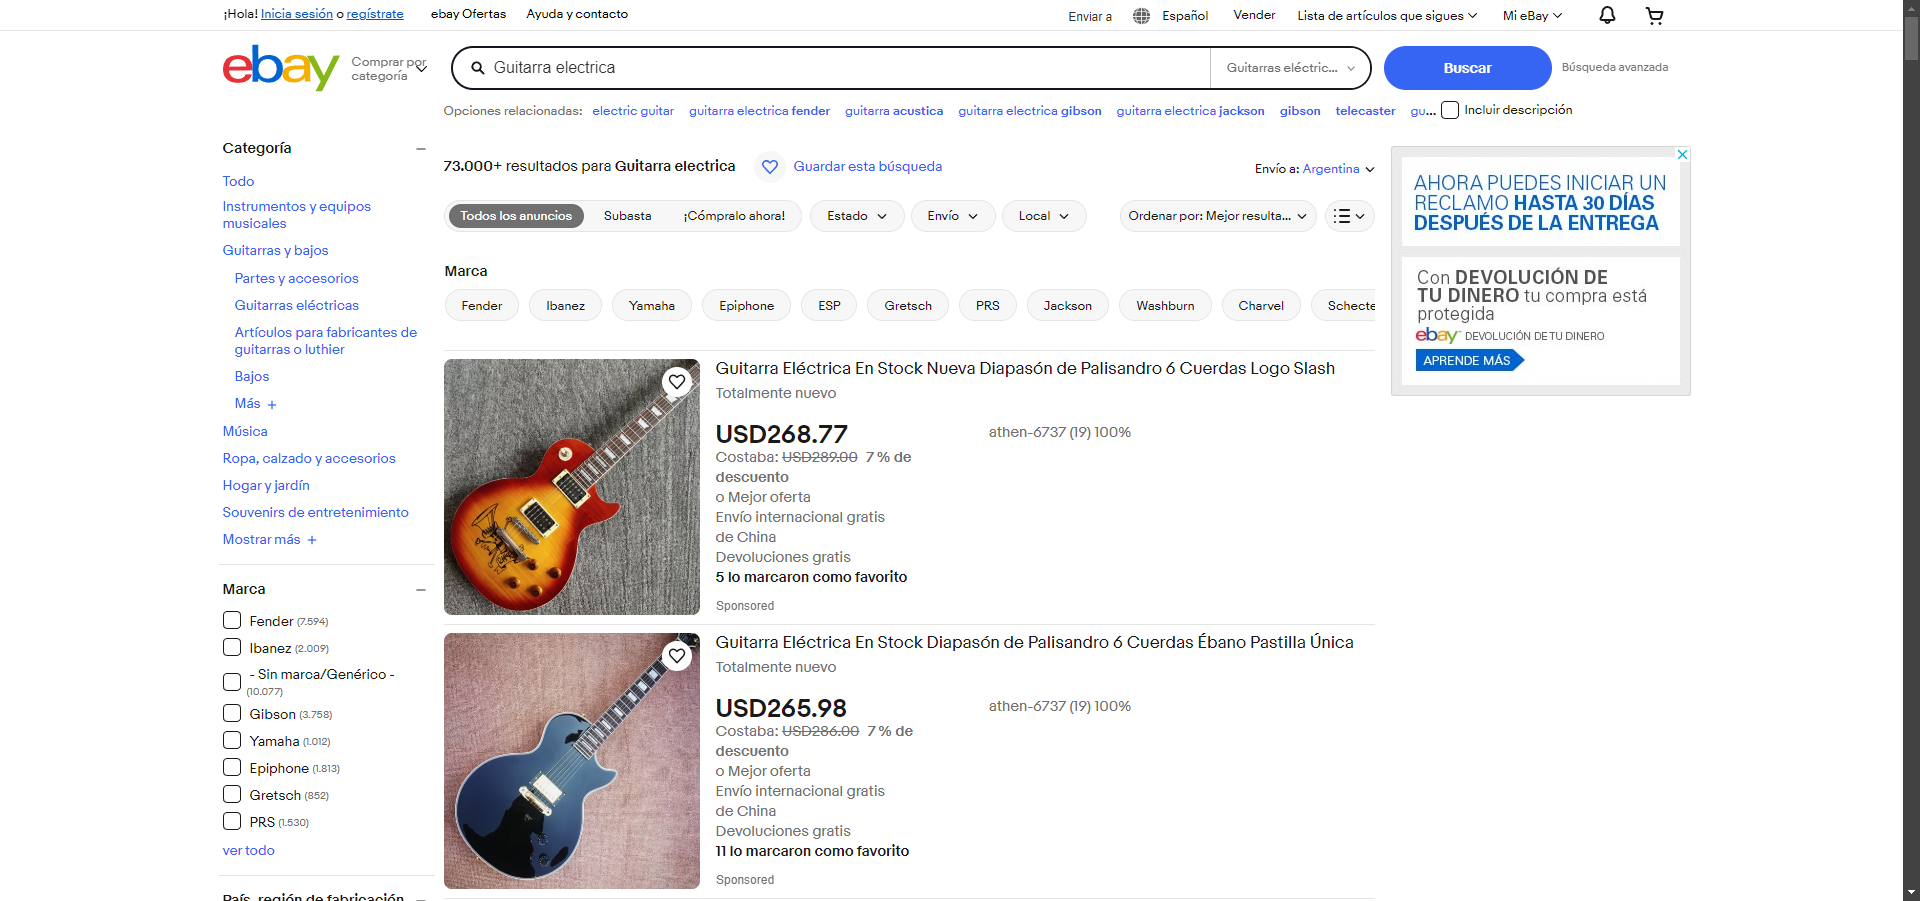 ¡Hola! Inicia sesión o regístrate
ebay Ofertas
Ayuda y contacto
Enviar a
Español
Vender
Lista de artículos que sigues
Mi eBay
ebay
Comprar por
categoría
Guitarra electrica
Guitarras eléctric...
Buscar
Búsqueda avanzada
Opciones relacionadas:
electric guitar
guitarra electrica fender
guitarra acustica
guitarra electrica gibson
guitarra electrica jackson
gibson
telecaster
gu...
Incluir descripción
Categoría
Todo
Instrumentos y equipos
musicales
Guitarras y bajos
Partes y accesorios
Guitarras eléctricas
Artículos para fabricantes de
guitarras o luthier
Bajos
Más
Música
Ropa, calzado y accesorios
Hogar y jardín
Souvenirs de entretenimiento
Mostrar más
Marca
Fender (7.594)
Ibanez (2.009)
- Sin marca/Genérico -
(10.077)
Gibson (3.758)
Yamaha (1.012)
Epiphone (1.813)
Gretsch (852)
PRS (1.530)
ver todo
País, región de fabricación
73.000+ resultados para Guitarra electrica
Guardar esta búsqueda
Envío a: Argentina
Todos los anuncios
Subasta
¡Cómpralo ahora!
Estado
Envío
Local
Ordenar por: Mejor resulta...
Marca
Fender
Ibanez
Yamaha
Epiphone
ESP
Gretsch
PRS
Jackson
Washburn
Charvel
Schecte
Guitarra Eléctrica En Stock Nueva Diapasón de Palisandro 6 Cuerdas Logo Slash
Totalmente nuevo
USD268.77
athen-6737 (19) 100%
Costaba: USD289.00 7 % de
descuento
o Mejor oferta
Envío internacional gratis
de China
Devoluciones gratis
5 lo marcaron como favorito
Sponsored
Guitarra Eléctrica En Stock Diapasón de Palisandro 6 Cuerdas Ébano Pastilla Única
Totalmente nuevo
USD265.98
athen-6737 (19) 100%
Costaba: USD286.00 7 % de
descuento
o Mejor oferta
Envío internacional gratis
de China
Devoluciones gratis
11 lo marcaron como favorito
Sponsored
AHORA PUEDES INICIAR UN
RECLAMO HASTA 30 DÍAS
DESPUÉS DE LA ENTREGA
Con DEVOLUCIÓN DE
TU DINERO tu compra está
protegida
ebay DEVOLUCIÓN DE TU DINERO
APRENDE MÁS